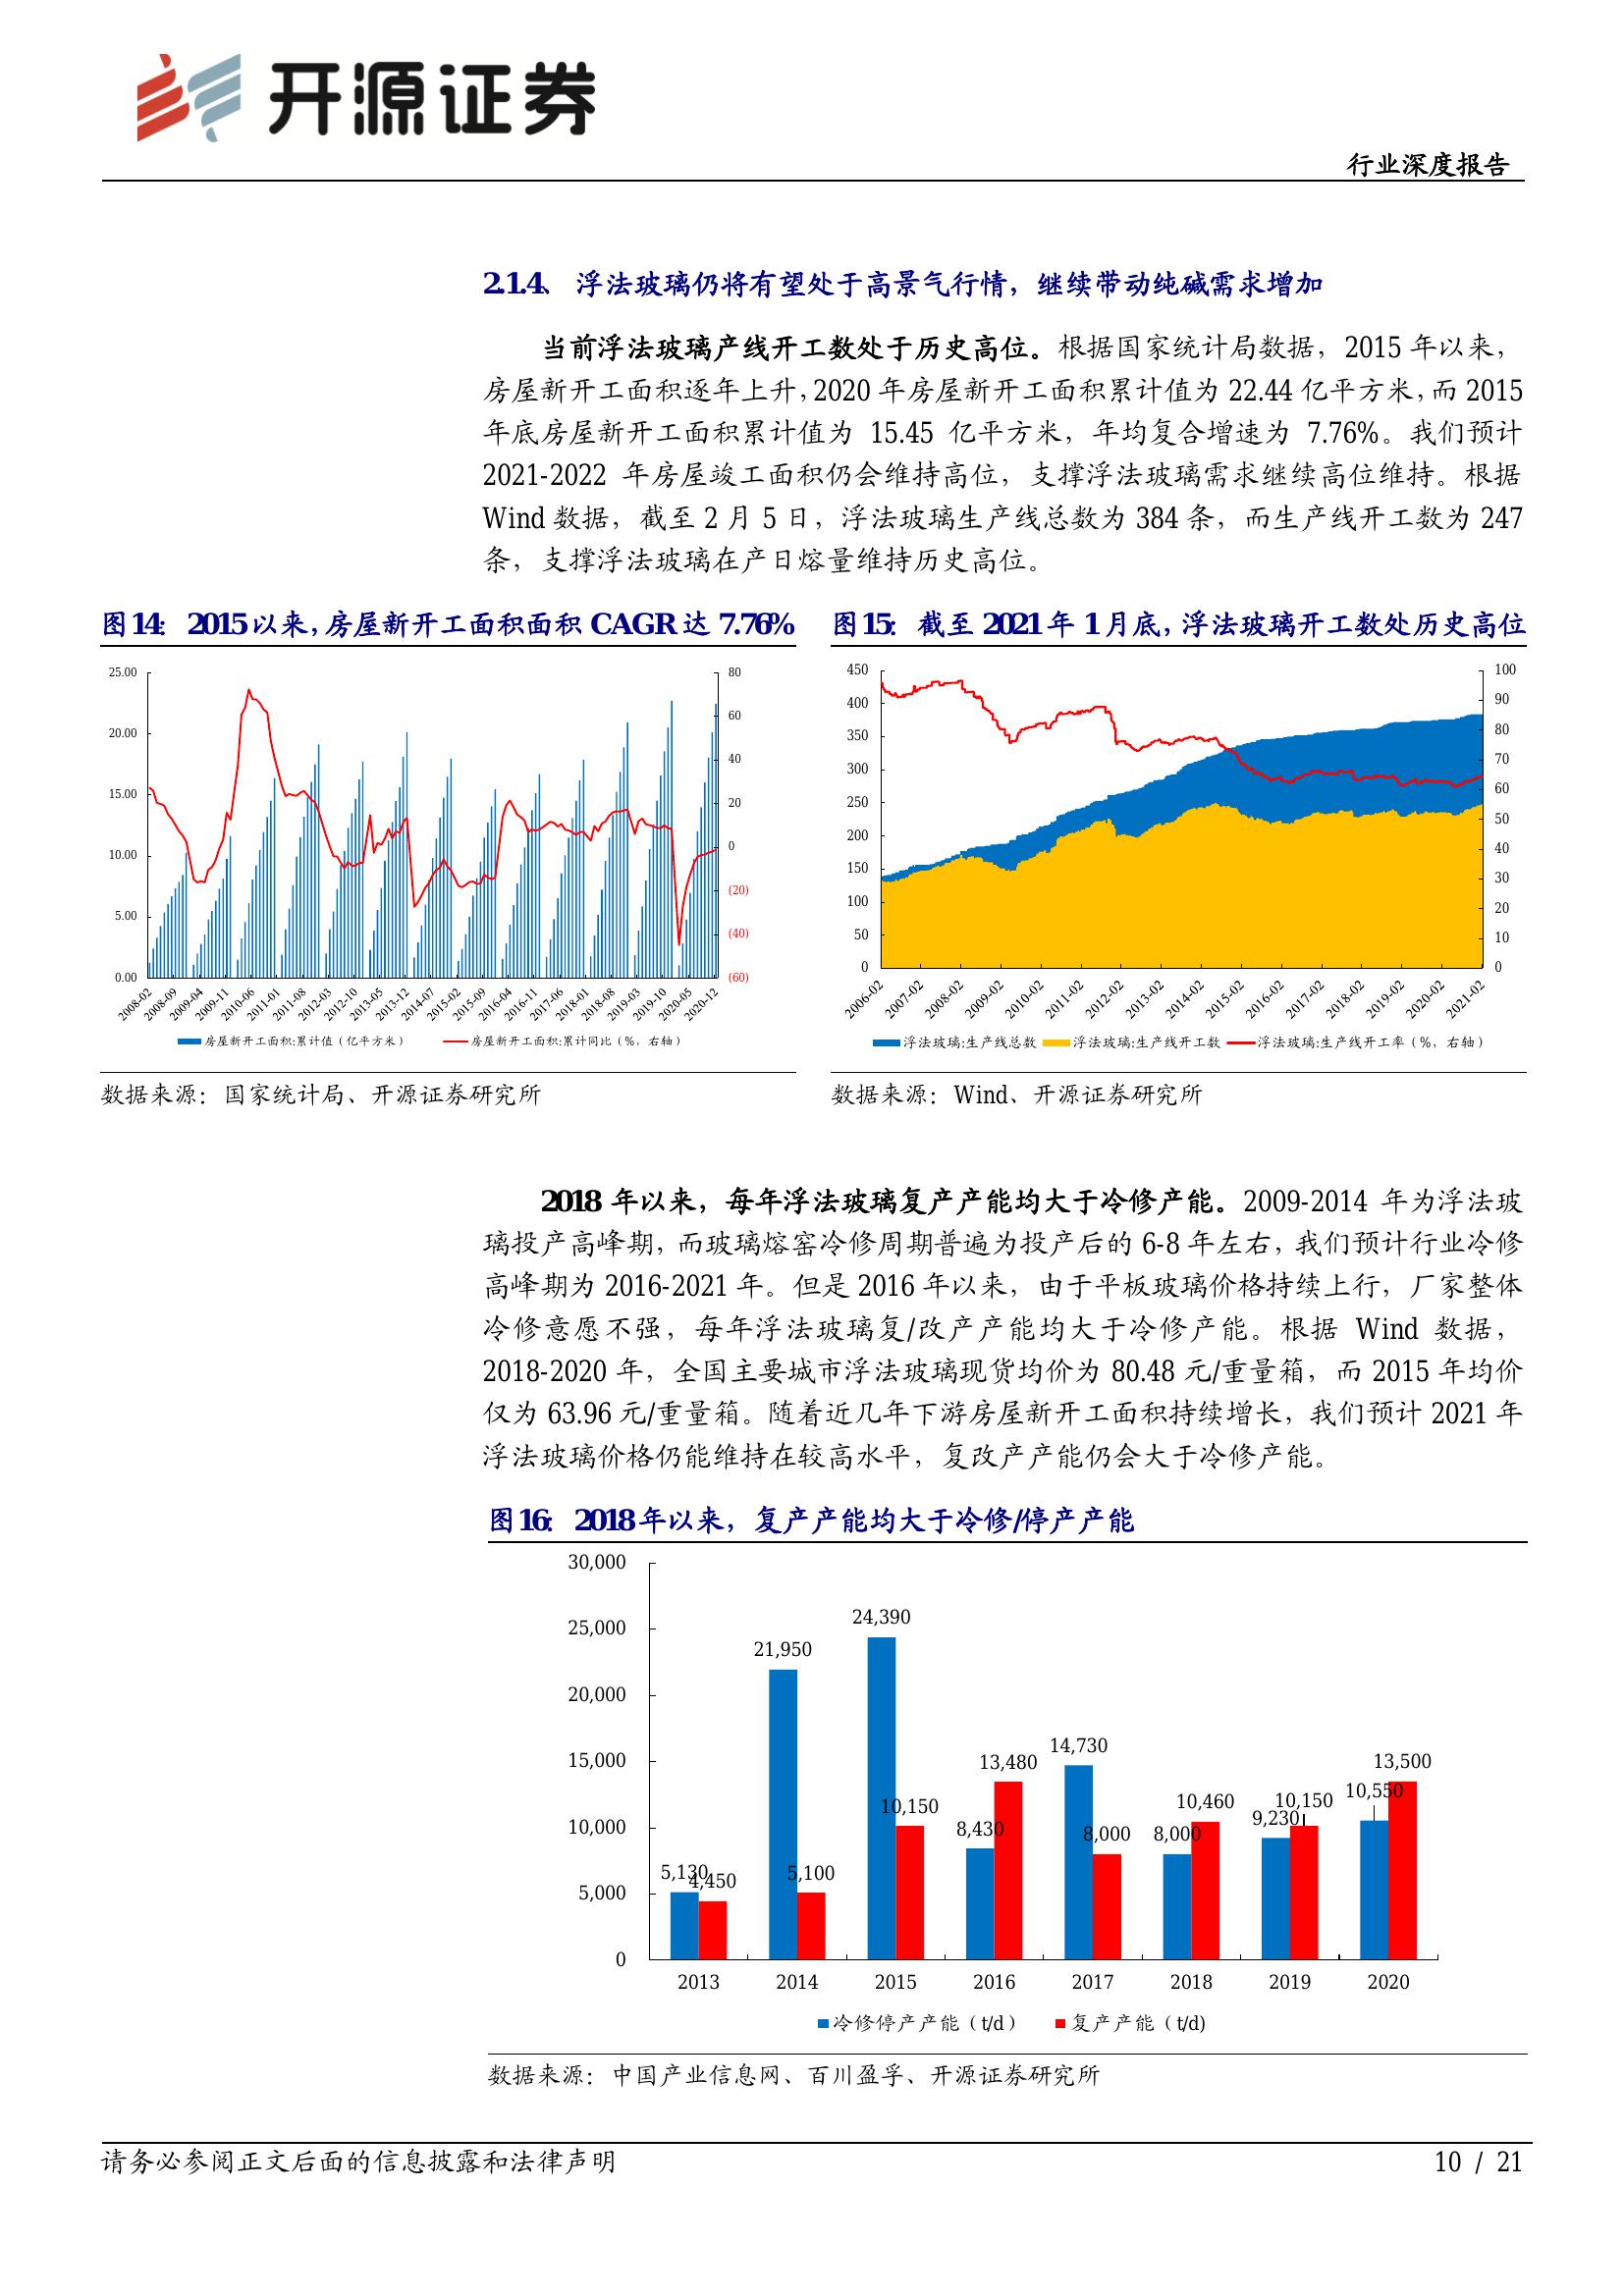 开源证券
行业深度报告
2.1.4、 浮法玻璃仍将有望处于高景气行情，继续带动纯碱需求增加
当前浮法玻璃产线开工数处于历史高位。根据国家统计局数据，2015 年以来，
房屋新开工面积逐年上升，2020 年房屋新开工面积累计值为 22.44 亿平方米，而 2015
年底房屋新开工面积累计值为 15.45 亿平方米，年均复合增速为 7.76%。我们预计
2021-2022 年房屋竣工面积仍会维持高位，支撑浮法玻璃需求继续高位维持。根据
Wind 数据，截至 2 月 5 日，浮法玻璃生产线总数为 384 条，而生产线开工数为 247
条，支撑浮法玻璃在产日熔量维持历史高位。
图 14： 2015 以来，房屋新开工面积面积 CAGR 达 7.76%
25.00
20.00
15.00
10.00
5.00
0.00
80
60
40
20
0
(20)
(40)
(60)
2008-02 2008-09 2009-04 2009-11 2010-06 2011-01 2011-08 2012-03 2012-10 2013-05 2013-12 2014-07 2015-02 2015-09 2016-04 2016-11 2017-06 2018-01 2018-08 2019-03 2019-10 2020-05 2020-12
房屋新开工面积:累计值（亿平方米） 房屋新开工面积:累计同比（%，右轴）
数据来源：国家统计局、开源证券研究所
图 15： 截至 2021 年 1 月底，浮法玻璃开工数处历史高位
450
400
350
300
250
200
150
100
50
0
100
90
80
70
60
50
40
30
20
10
0
2006-02 2007-02 2008-02 2009-02 2010-02 2011-02 2012-02 2013-02 2014-02 2015-02 2016-02 2017-02 2018-02 2019-02 2020-02 2021-02
浮法玻璃:生产线总数 浮法玻璃:生产线开工数 浮法玻璃:生产线开工率（%，右轴）
数据来源：Wind、开源证券研究所
2018 年以来，每年浮法玻璃复产产能均大于冷修产能。2009-2014 年为浮法玻
璃投产高峰期，而玻璃熔窑冷修周期普遍为投产后的 6-8 年左右，我们预计行业冷修
高峰期为 2016-2021 年。但是 2016 年以来，由于平板玻璃价格持续上行，厂家整体
冷修意愿不强，每年浮法玻璃复/改产产能均大于冷修产能。根据 Wind 数据，
2018-2020 年，全国主要城市浮法玻璃现货均价为 80.48 元/重量箱，而 2015 年均价
仅为 63.96 元/重量箱。随着近几年下游房屋新开工面积持续增长，我们预计 2021 年
浮法玻璃价格仍能维持在较高水平，复改产产能仍会大于冷修产能。
图 16： 2018 年以来，复产产能均大于冷修/停产产能
30,000
25,000
20,000
15,000
10,000
5,000
0
5,130 4,450
21,950 5,100
24,390 10,150
8,430 13,480
14,730 8,000
8,000 10,460
9,230 10,150
10,550 13,500
2013 2014 2015 2016 2017 2018 2019 2020
冷修停产产能（t/d） 复产产能（t/d)
数据来源：中国产业信息网、百川盈孚、开源证券研究所
请务必参阅正文后面的信息披露和法律声明
10 / 21